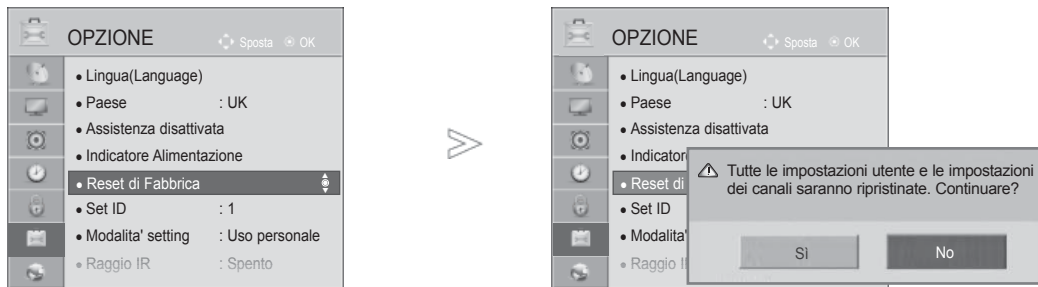 OPZIONE Sposta OK
Lingua(Language)
Paese : UK
Assistenza disattivata
Indicatore Alimentazione
Reset di Fabbrica
Set ID : 1
Modalita' setting : Uso personale
Raggio IR : Spento
OPZIONE Sposta OK
Lingua(Language)
Paese : UK
Assistenza disattivata
Indicator
Reset di
Set ID
Modalita'
Raggio I
Tutte le impostazioni utente e le impostazioni
dei canali saranno ripristinate. Continuare?
Sì No